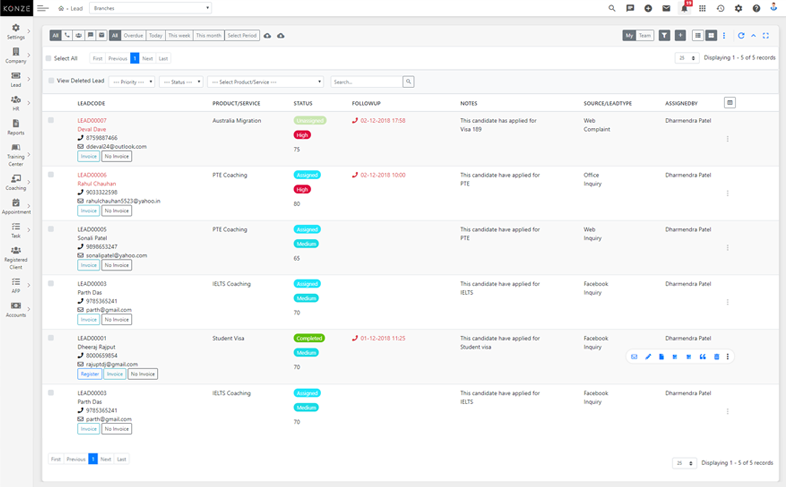 KONZE
Lead
Branches
19
Settings
Company
Lead
HR
Reports
Training Center
Coaching
Appointment
Task
Registered Client
APP
Accounts
All
All Overdue Today This week This month Select Period
My Team
Select All
First Previous 1 Next Last
25
Displaying 1 - 5 of 5 records
View Deleted Lead
--- Priority ---
--- Status ---
--- Select Product/Service ---
Search...
LEADCODE PRODUCT/SERVICE STATUS FOLLOWUP NOTES SOURCE/LEADTYPE ASSIGNEDBY
LEAD00007 Australia Migration Unassigned 02-12-2018 17:58 This candidate has applied for Web Dharmendra Patel
Deval Dave Visa 189 Complaint
8759887466 High
ddeval24@outlook.com 75
Invoice No Invoice
LEAD00006 PTE Coaching Assigned 02-12-2018 10:00 This candidate have applied for Office Dharmendra Patel
Rahul Chauhan PTE Inquiry
9033322598 High
rahulchauhan5523@yahoo.in 80
Invoice No Invoice
LEAD00005 PTE Coaching Assigned This candidate have applied for Web Dharmendra Patel
Sonali Patel PTE Inquiry
9898653247 Medium
sonalipatel@yahoo.com 65
Invoice No Invoice
LEAD00003 IELTS Coaching Assigned This candidate have applied for Facebook Dharmendra Patel
Parth Das IELTS Inquiry
9785365241 Medium
parth@gmail.com 70
Invoice No Invoice
LEAD00001 Student Visa Completed 01-12-2018 11:25 This candidate have applied for Facebook Dharmendra Patel
Dheeraj Rajput Student visa Inquiry
8000659854 Medium
rajuptdj@gmail.com 70
Register Invoice No Invoice
LEAD00003 IELTS Coaching Assigned This candidate have applied for Facebook Dharmendra Patel
Parth Das IELTS Inquiry
9785365241 Medium
parth@gmail.com 70
Invoice No Invoice
First Previous 1 Next Last
25
Displaying 1 - 5 of 5 records